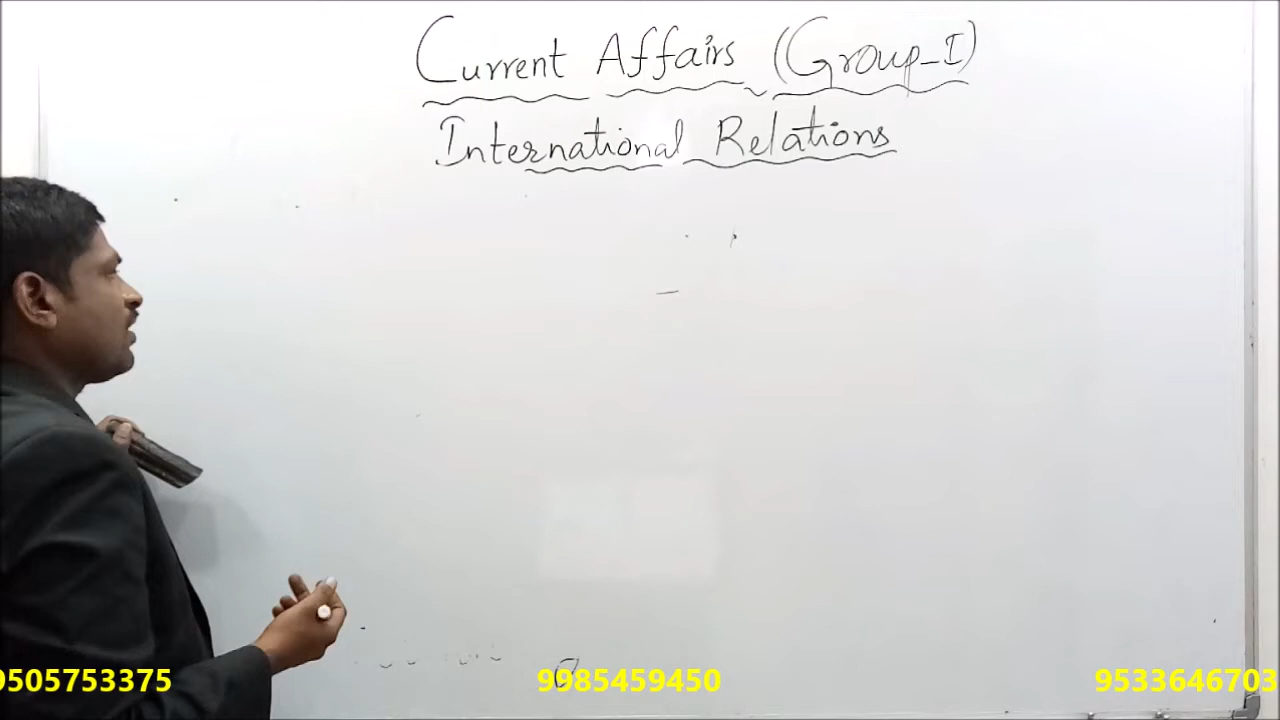 Current Affairs (Group-I)
International Relations
9505753375 9985459450 9533646703